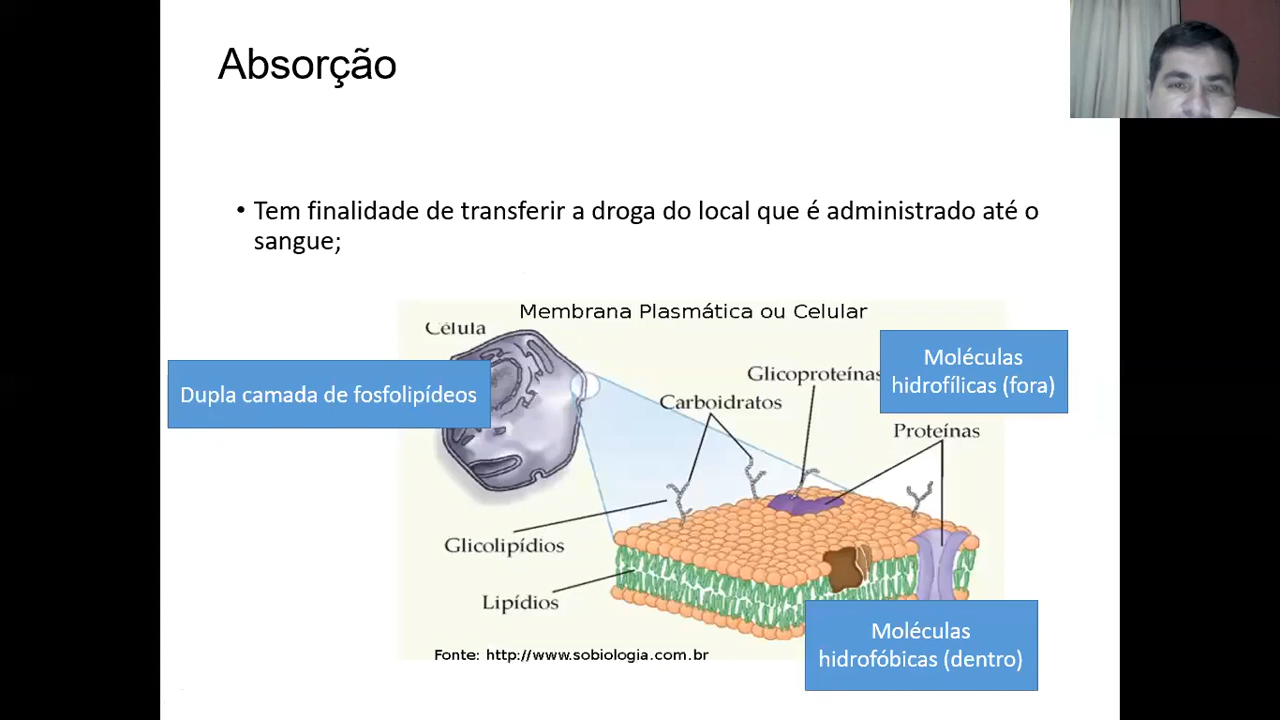 Absorção
• Tem finalidade de transferir a droga do local que é administrado até o
sangue;
Membrana Plasmática ou Celular
Célula
Moléculas
hidrofílicas (fora)
Dupla camada de fosfolipídeos
Glicoproteínas
Carboidratos
Proteínas
Glicolipídios
Lipídios
Moléculas
hidrofóbicas (dentro)
Fonte: http://www.sobiologia.com.br